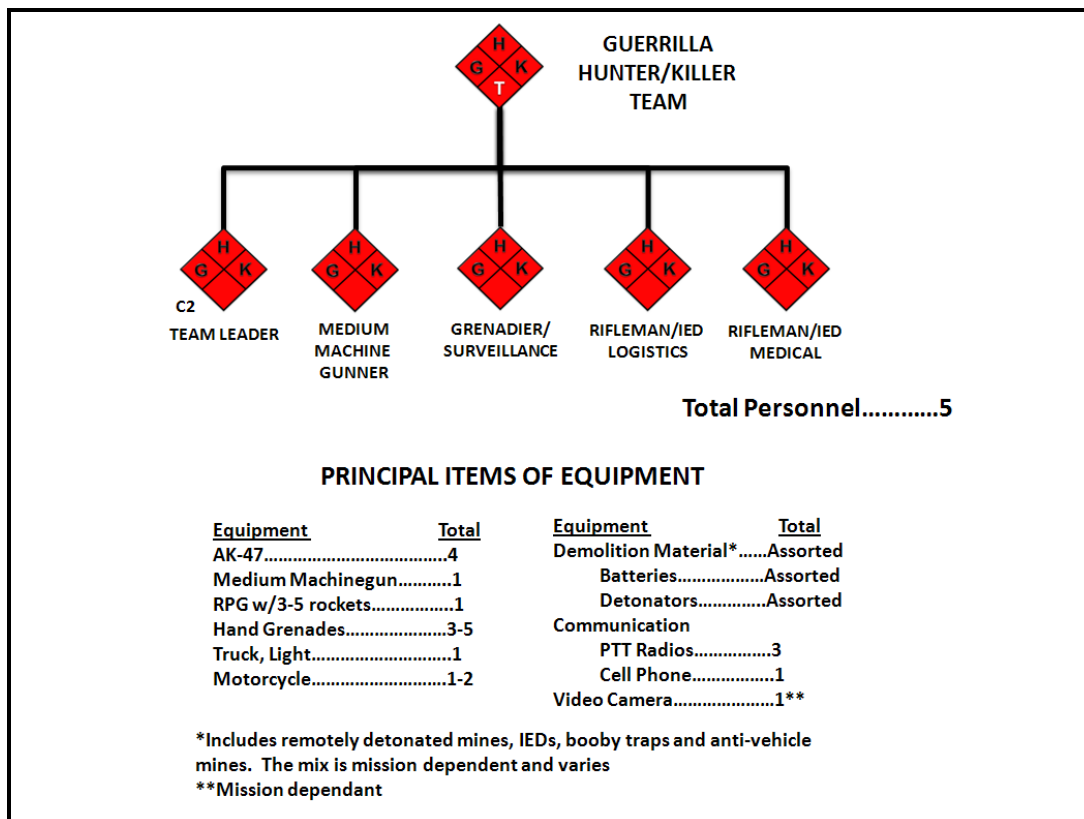 H
G K
T
GUERRILLA
HUNTER/KILLER
TEAM
H
G K
H
G K
H
G K
H
G K
H
G K
C2
TEAM LEADER
MEDIUM
MACHINE
GUNNER
GRENADIER/
SURVEILLANCE
RIFLEMAN/IED
LOGISTICS
RIFLEMAN/IED
MEDICAL
Total Personnel............5
PRINCIPAL ITEMS OF EQUIPMENT
Equipment Total
AK-47....................................4
Medium Machinegun...........1
RPG w/3-5 rockets................1
Hand Grenades.....................3-5
Truck, Light...........................1
Motorcycle...........................1-2
Equipment Total
Demolition Material*......Assorted
Batteries.................Assorted
Detonators..............Assorted
Communication
PTT Radios...............3
Cell Phone................1
Video Camera.....................1**
*Includes remotely detonated mines, IEDs, booby traps and anti-vehicle
mines. The mix is mission dependent and varies
**Mission dependant